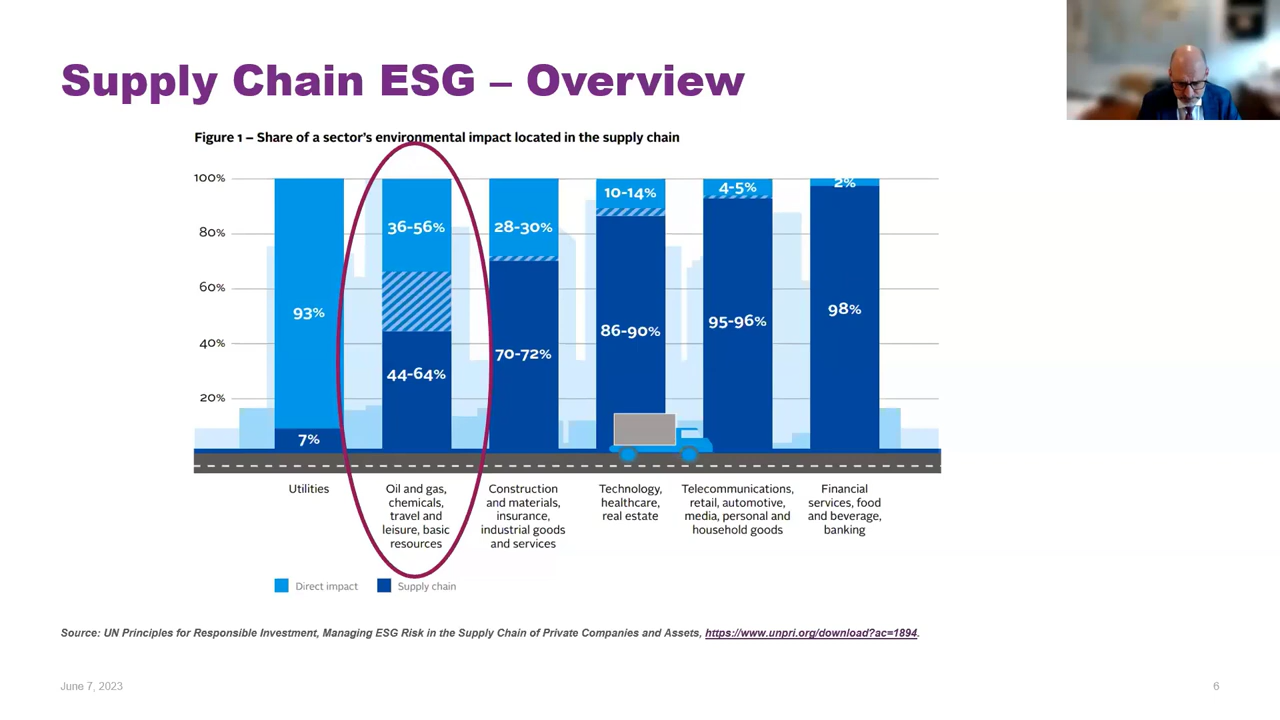 Supply Chain ESG – Overview
Figure 1 – Share of a sector's environmental impact located in the supply chain
100%
80%
60%
40%
20%
93%
7%
36-56%
44-64%
28-30%
70-72%
10-14%
86-90%
4-5%
95-96%
2%
98%
Utilities
Oil and gas,
chemicals,
travel and
leisure, basic
resources
Construction
and materials,
insurance,
industrial goods
and services
Technology,
healthcare,
real estate
Telecommunications,
retail, automotive,
media, personal and
household goods
Financial
services, food
and beverage,
banking
Direct impact
Supply chain
Source: UN Principles for Responsible Investment, Managing ESG Risk in the Supply Chain of Private Companies and Assets, https://www.unpri.org/download?ac=1894.
June 7, 2023
6